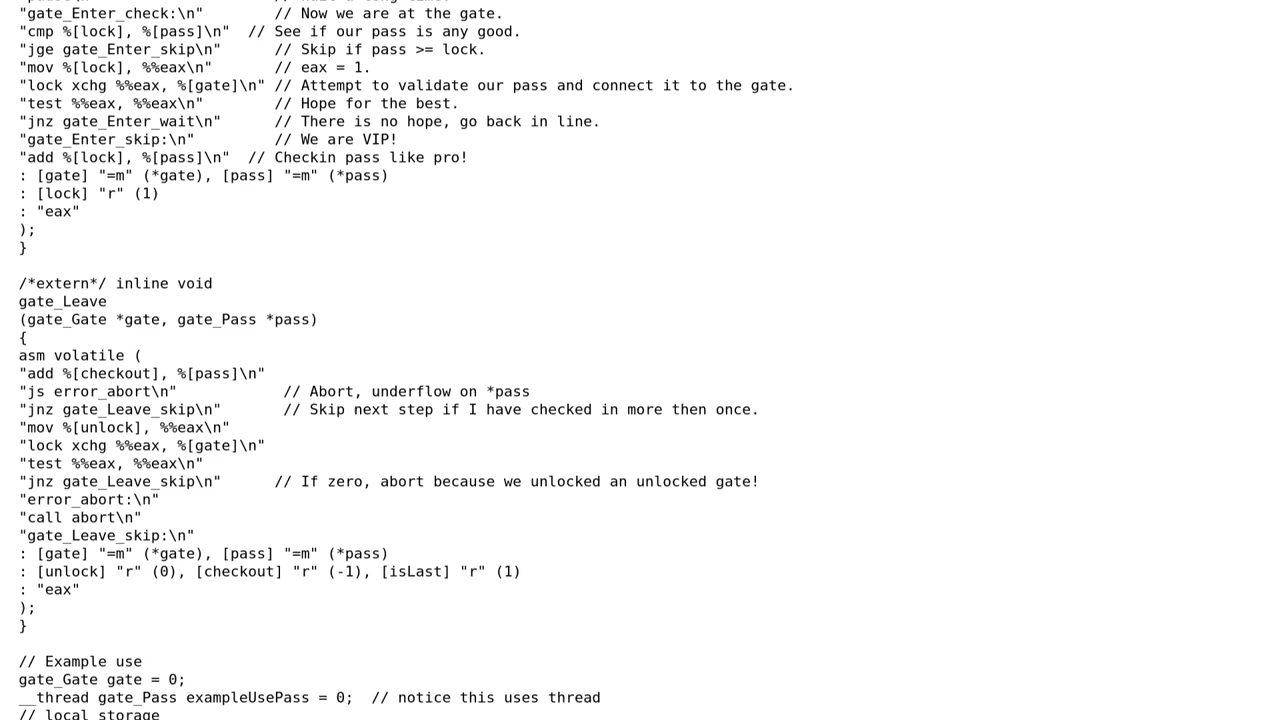 "gate_Enter_check:\n"        // Now we are at the gate.
"cmp %[lock], %[pass]\n"  // See if our pass is any good.
"jge gate_Enter_skip\n"      // Skip if pass >= lock.
"mov %[lock], %%eax\n"       // eax = 1.
"lock xchg %%eax, %[gate]\n" // Attempt to validate our pass and connect it to the gate.
"test %%eax, %%eax\n"        // Hope for the best.
"jnz gate_Enter_wait\n"      // There is no hope, go back in line.
"gate_Enter_skip:\n"         // We are VIP!
"add %[lock], %[pass]\n"  // Checkin pass like pro!
: [gate] "=m" (*gate), [pass] "=m" (*pass)
: [lock] "r" (1)
: "eax"
);
}

/*extern*/ inline void
gate_Leave
(gate_Gate *gate, gate_Pass *pass)
{
asm volatile (
"add %[checkout], %[pass]\n"
"js error_abort\n"            // Abort, underflow on *pass
"jnz gate_Leave_skip\n"       // Skip next step if I have checked in more then once.
"mov %[unlock], %%eax\n"
"lock xchg %%eax, %[gate]\n"
"test %%eax, %%eax\n"
"jnz gate_Leave_skip\n"      // If zero, abort because we unlocked an unlocked gate!
"error_abort:\n"
"call abort\n"
"gate_Leave_skip:\n"
: [gate] "=m" (*gate), [pass] "=m" (*pass)
: [unlock] "r" (0), [checkout] "r" (-1), [isLast] "r" (1)
: "eax"
);
}

// Example use
gate_Gate gate = 0;
__thread gate_Pass exampleUsePass = 0;  // notice this uses thread
// local storage